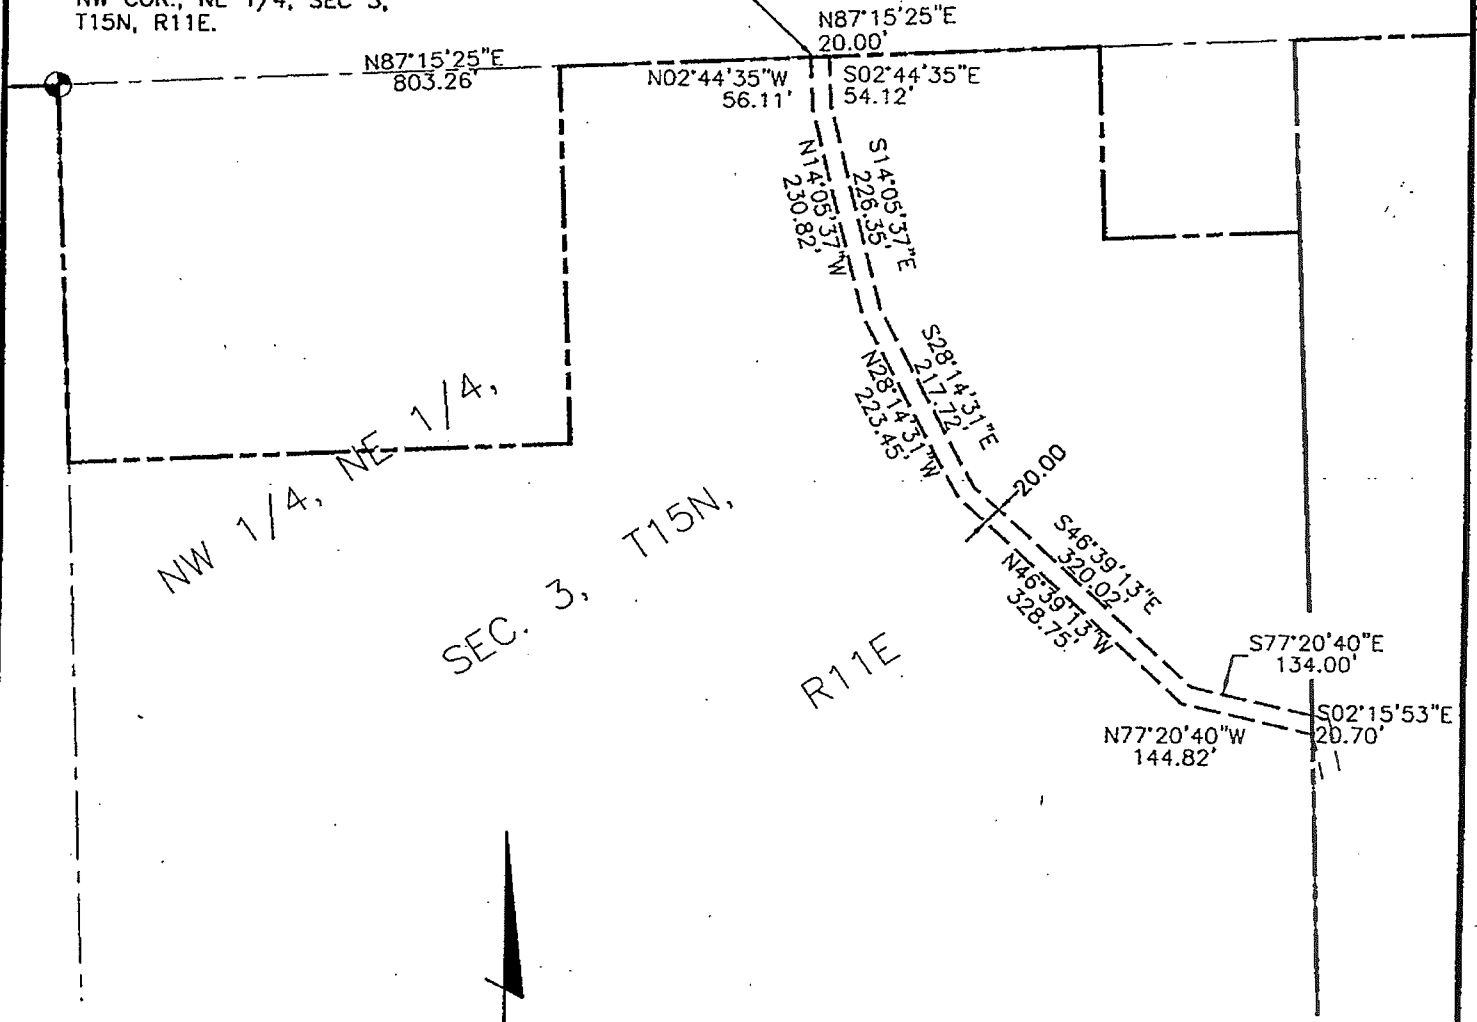 NW COR., NE 1/4, SEC 3,
T15N, R11E.
N87°15'25"E
20.00'
N87°15'25"E
803.26'
N02°44'35"W
56.11'
S02°44'35"E
54.12'
N14°05'37"W
230.82'
S14°05'37"E
226.35'
S28°14'31"E
217.72'
N28°14'31"W
223.45'
20.00
S46°39'13"E
320.02'
N46°39'13"W
328.75'
S77°20'40"E
134.00'
S02°15'53"E
20.70'
N77°20'40"W
144.82'
NW 1/4, NE 1/4,
SEC. 3, T15N,
R11E